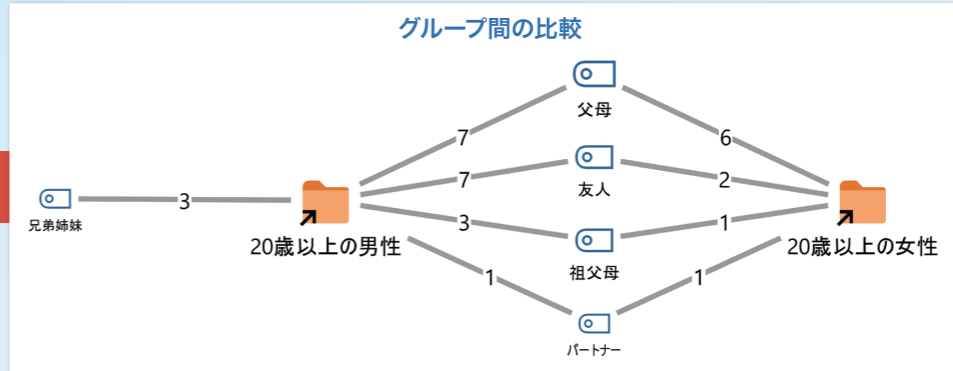 グループ間の比較
父母
7
6
友人
7
2
兄弟姉妹
3
20歳以上の男性
3
1
20歳以上の女性
祖父母
1
1
パートナー